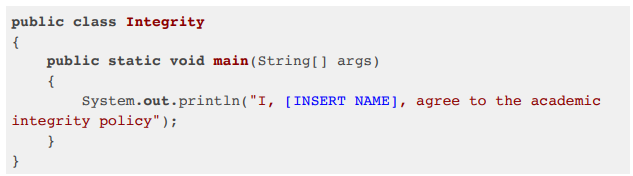 public class Integrity
{
    public static void main(String[] args)
    {
        System.out.println("I, [INSERT NAME], agree to the academic
integrity policy");
    }
}